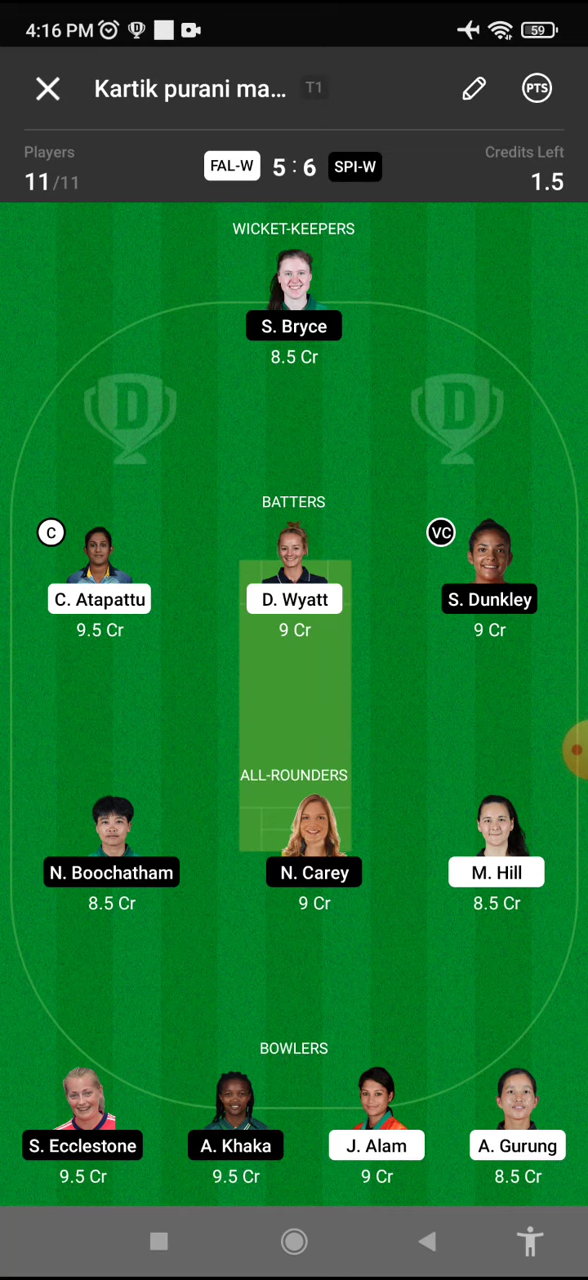 4:16 PM
59
Kartik purani ma...
T1
PTS
Players
Credits Left
11/11
FAL-W 5 : 6 SPI-W
1.5
WICKET-KEEPERS
S. Bryce
8.5 Cr
D D
BATTERS
C VC
C. Atapattu D. Wyatt S. Dunkley
9.5 Cr 9 Cr 9 Cr
ALL-ROUNDERS
N. Boochatham N. Carey M. Hill
8.5 Cr 9 Cr 8.5 Cr
BOWLERS
S. Ecclestone A. Khaka J. Alam A. Gurung
9.5 Cr 9.5 Cr 9 Cr 8.5 Cr